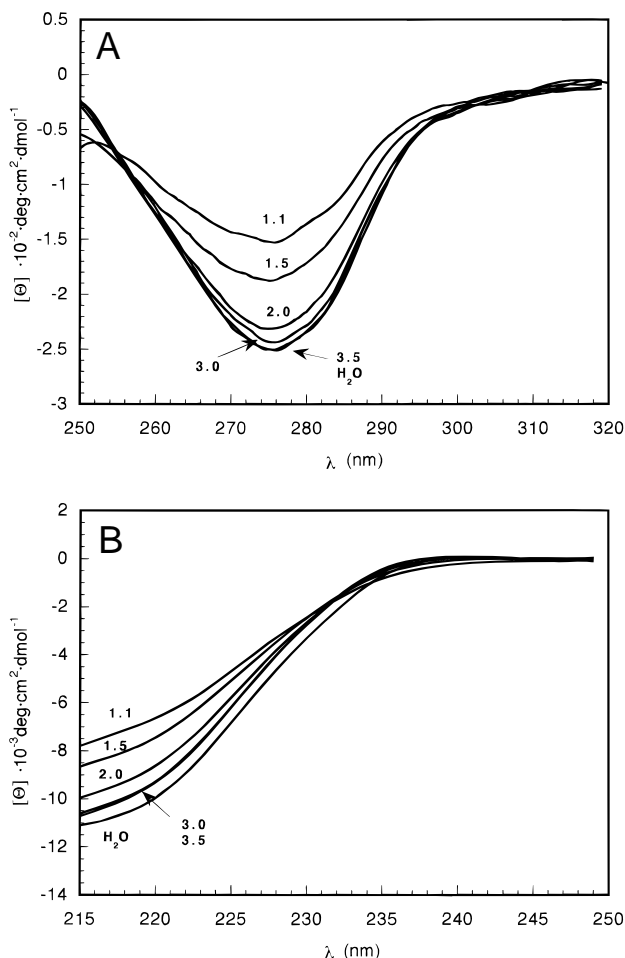 A
0.5
0
-0.5
-1
-1.5
-2
-2.5
-3
[Θ] ·10⁻²·deg·cm²·dmol⁻¹
1.1
1.5
2.0
3.0
3.5
H₂O
250 260 270 280 290 300 310 320
λ (nm)
B
2
0
-2
-4
-6
-8
-10
-12
-14
[Θ] ·10⁻³deg·cm²·dmol⁻¹
1.1
1.5
2.0
H₂O
3.0
3.5
215 220 225 230 235 240 245 250
λ (nm)